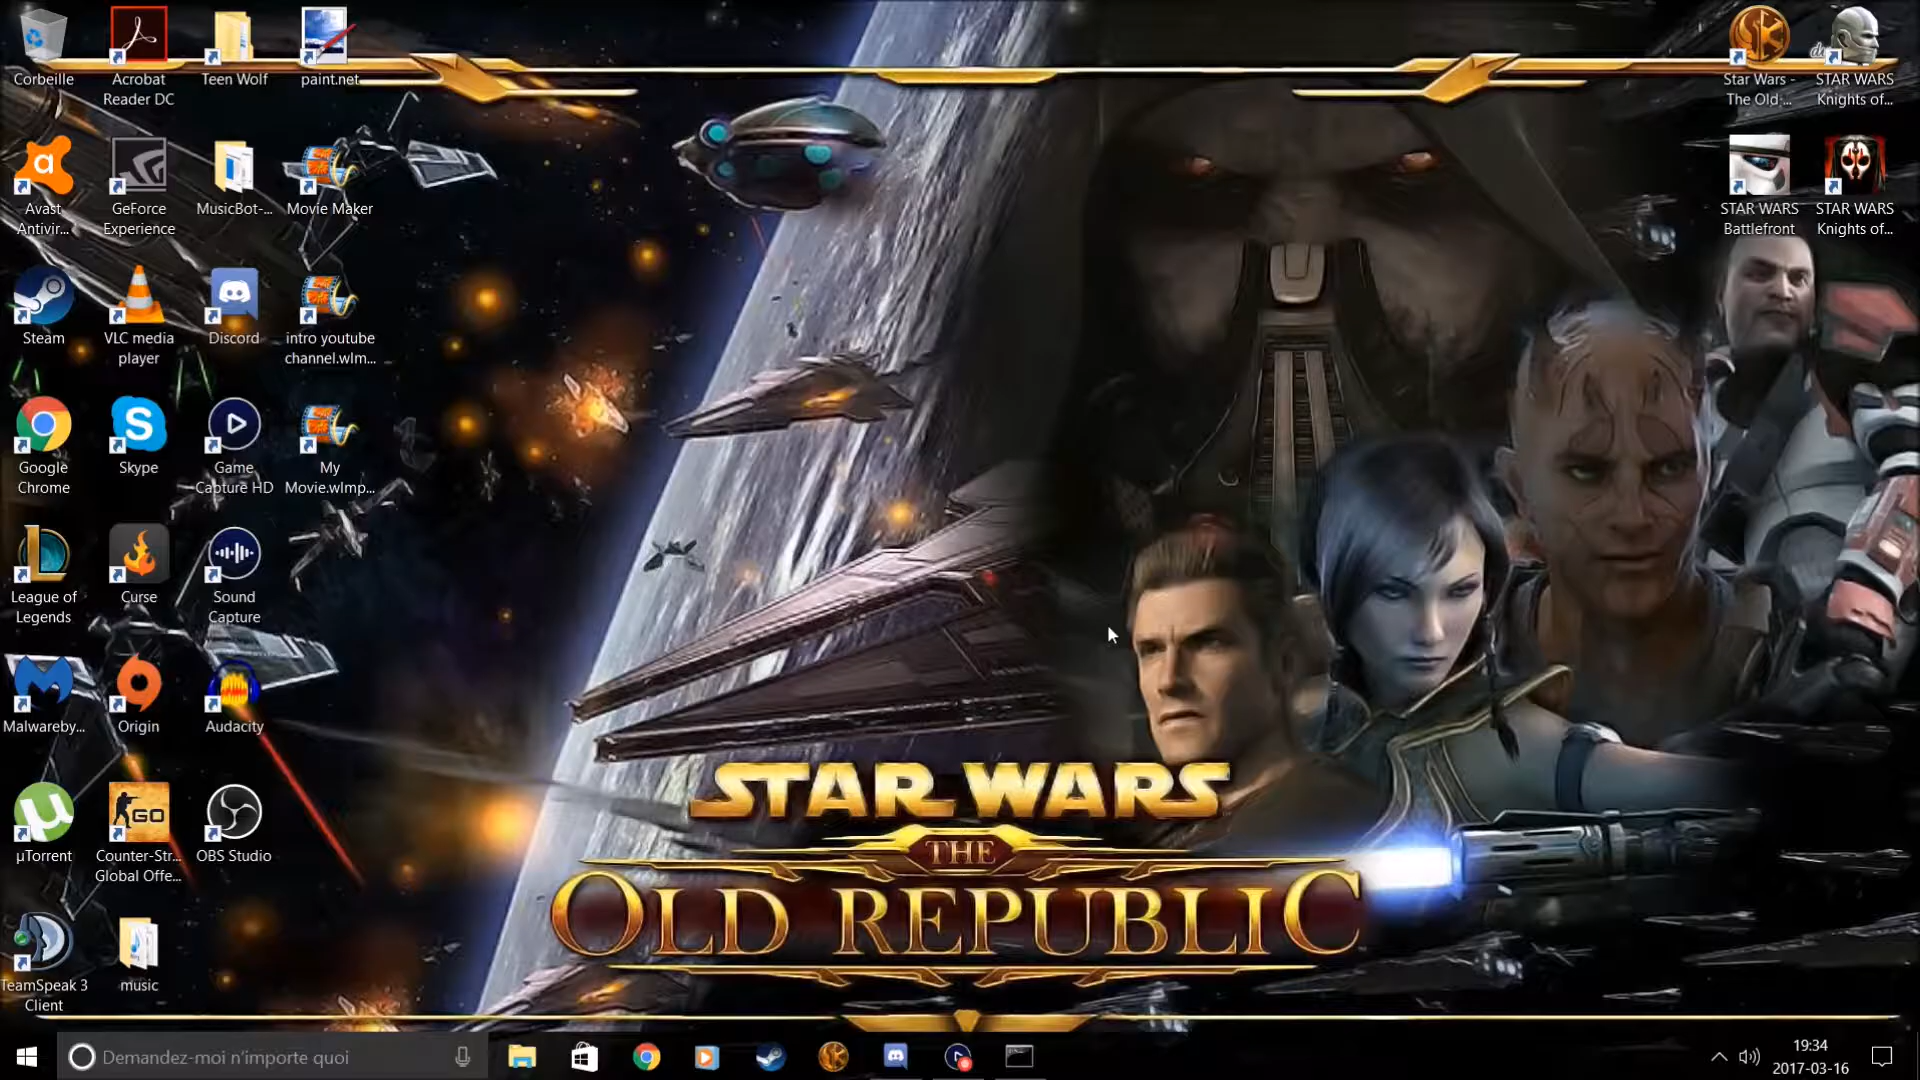 Corbeille
Acrobat
Reader DC
Teen Wolf
paint.net
Star Wars -
The Old-...
STAR WARS
Knights of...
Avast
Antivir...
GeForce
Experience
MusicBot-...
Movie Maker
STAR WARS
Battlefront
STAR WARS
Knights of...
Steam
VLC media
player
Discord
intro youtube
channel.wlm...
Google
Chrome
Skype
Game
Capture HD
My
Movie.wlmp...
League of
Legends
Curse
Sound
Capture
Malwareby...
Origin
Audacity
µTorrent
GO
Counter-Str...
Global Offe...
OBS Studio
TeamSpeak 3
Client
music
STAR WARS
THE
OLD REPUBLIC
Demandez-moi n'importe quoi
19:34
2017-03-16